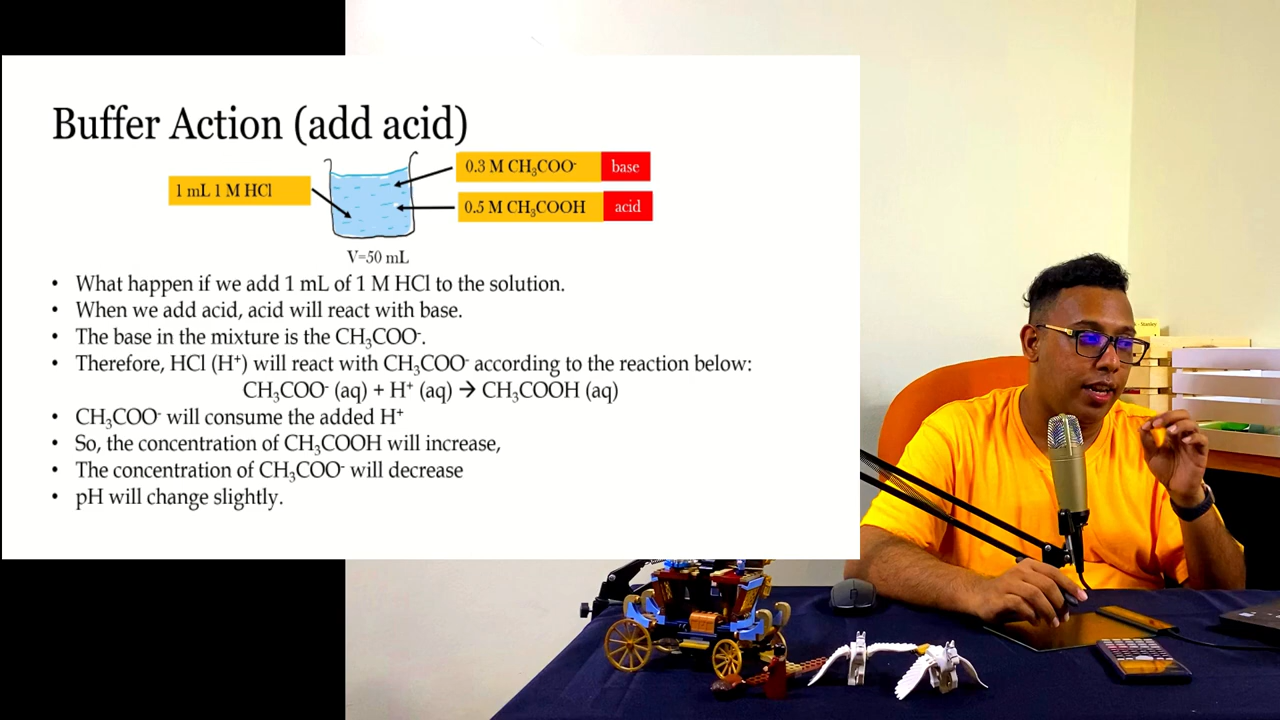 Buffer Action (add acid)
1 mL 1 M HCl
0.3 M CH₃COO⁻ base
0.5 M CH₃COOH acid
V=50 mL
• What happen if we add 1 mL of 1 M HCl to the solution.
• When we add acid, acid will react with base.
• The base in the mixture is the CH₃COO⁻.
• Therefore, HCl (H⁺) will react with CH₃COO⁻ according to the reaction below:
CH₃COO⁻ (aq) + H⁺ (aq) → CH₃COOH (aq)
• CH₃COO⁻ will consume the added H⁺
• So, the concentration of CH₃COOH will increase,
• The concentration of CH₃COO⁻ will decrease
• pH will change slightly.
Stanley